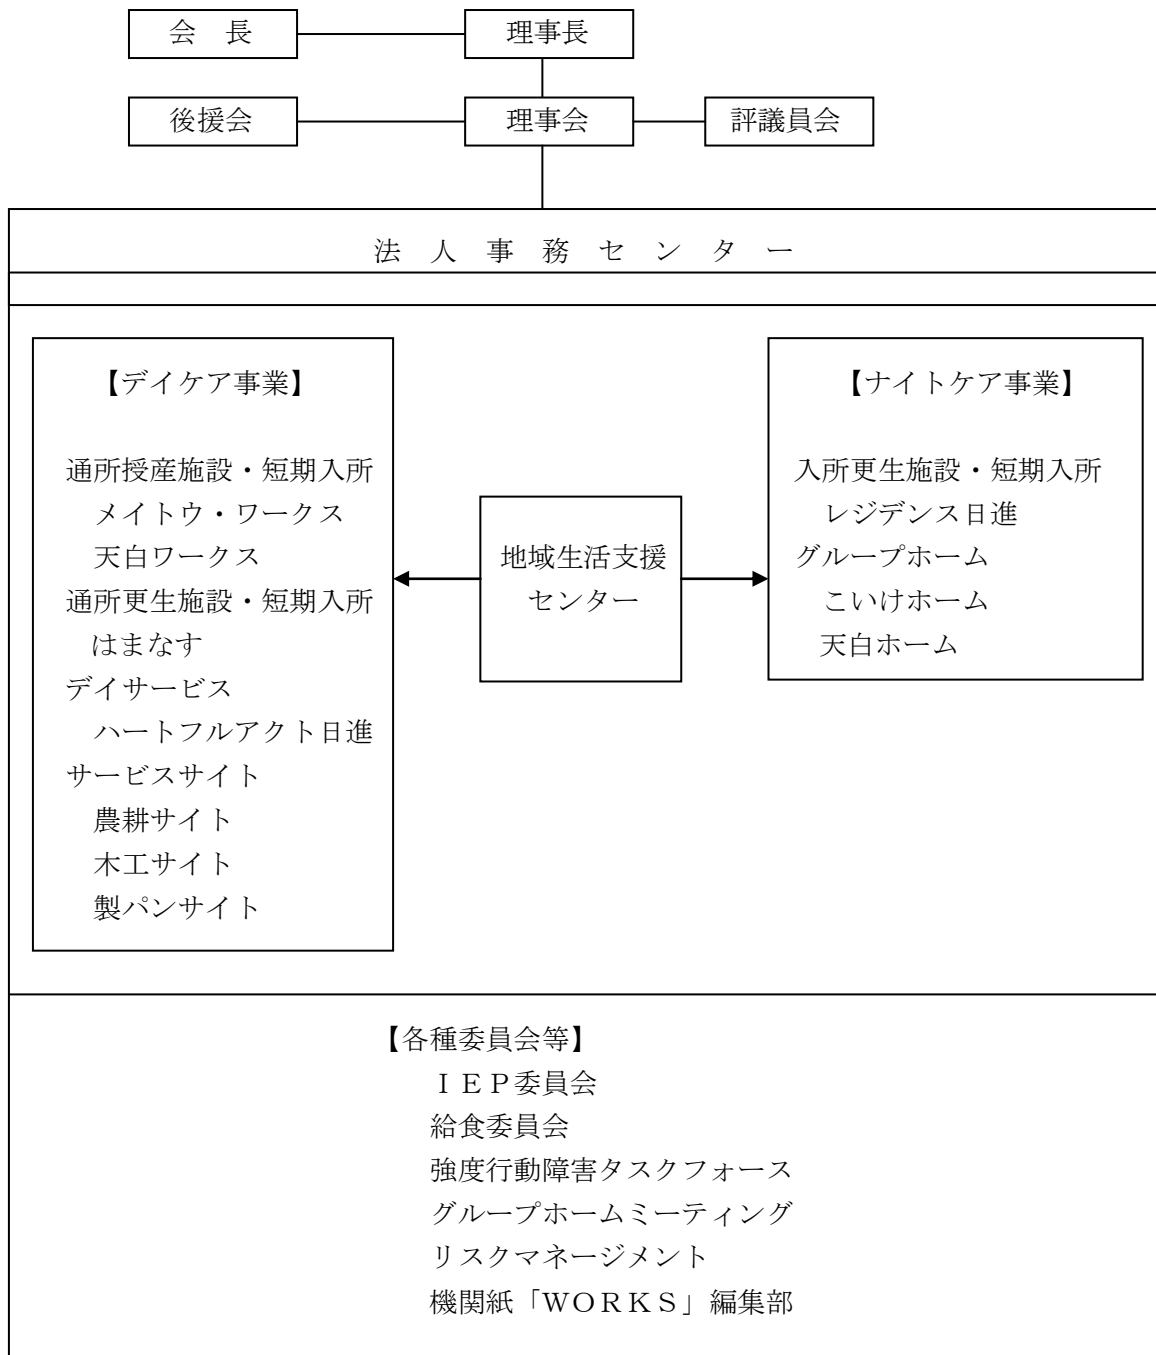 会　長
理事長
後援会
理事会
評議員会
法　人　事　務　セ　ン　タ　ー
【デイケア事業】
通所授産施設・短期入所
メイトウ・ワークス
天白ワークス
通所更生施設・短期入所
はまなす
デイサービス
ハートフルアクト日進
サービスサイト
農耕サイト
木工サイト
製パンサイト
地域生活支援
センター
【ナイトケア事業】
入所更生施設・短期入所
レジデンス日進
グループホーム
こいけホーム
天白ホーム
【各種委員会等】
ＩＥＰ委員会
給食委員会
強度行動障害タスクフォース
グループホームミーティング
リスクマネージメント
機関紙「ＷＯＲＫＳ」編集部